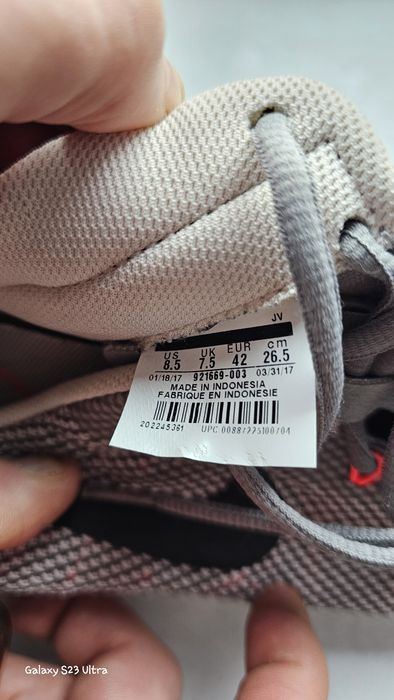 JV
US UK EUR cm
8.5 7.5 42 26.5
01/18/17 921669-003 03/31/17
MADE IN INDONESIA
FABRIQUE EN INDONESIE
202245361 UPC
Galaxy S23 Ultra